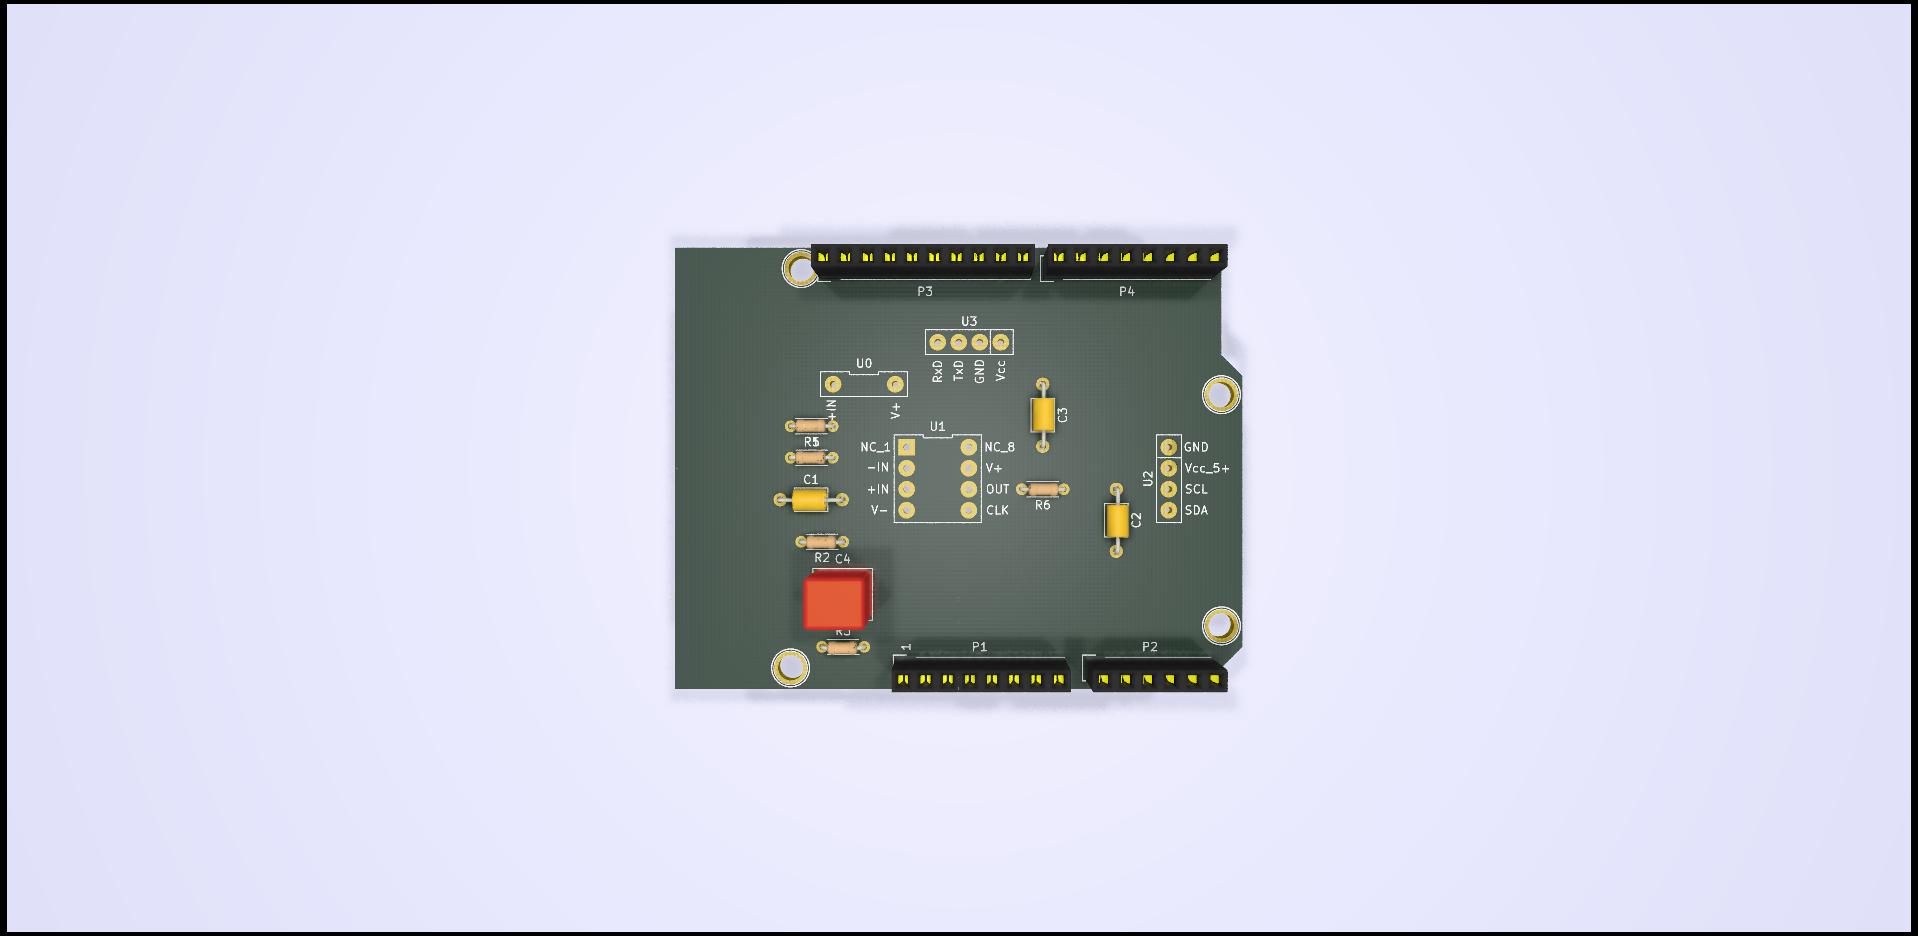 P3
P4
U3
RxD
TxD
GND
Vcc
U0
+IN
V+
C3
U1
NC_1
NC_8
-IN
V+
+IN
OUT
V-
CLK
GND
Vcc_5+
SCL
SDA
U2
C1
R6
C2
R2
C4
1
P1
P2